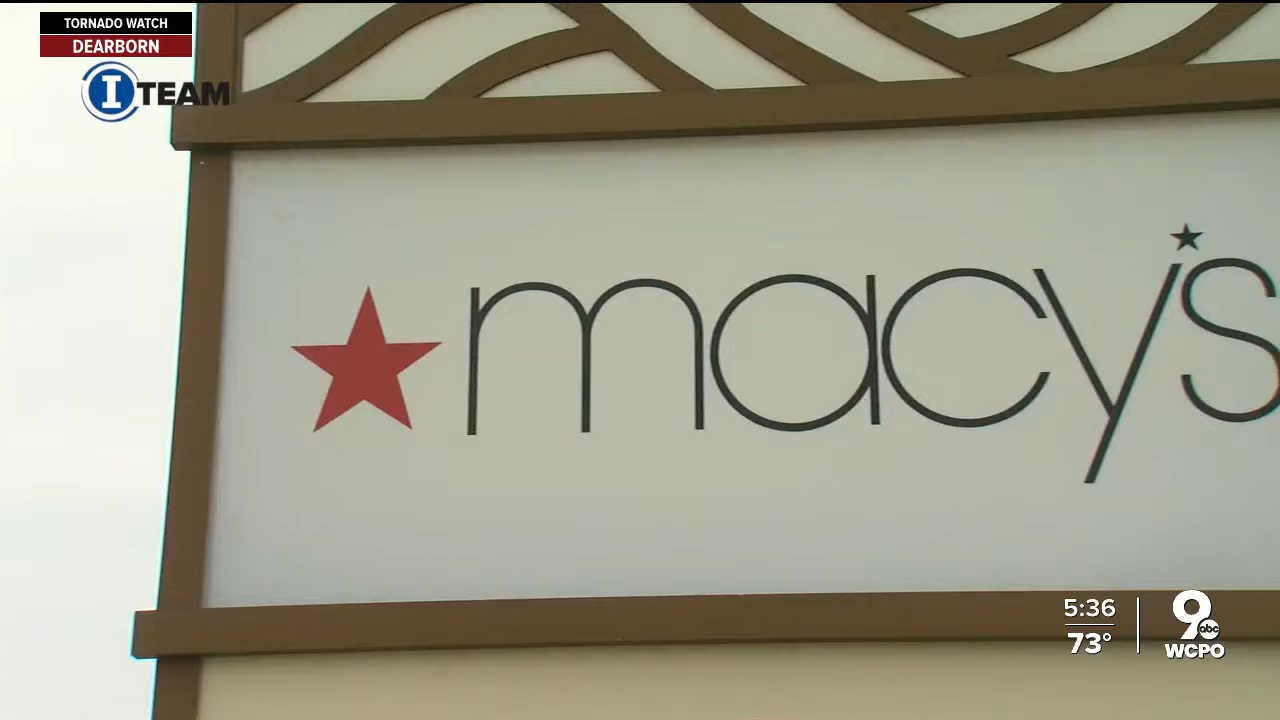 TORNADO WATCH
DEARBORN
I TEAM
macy's
5:36
73°
9
abc
WCPO